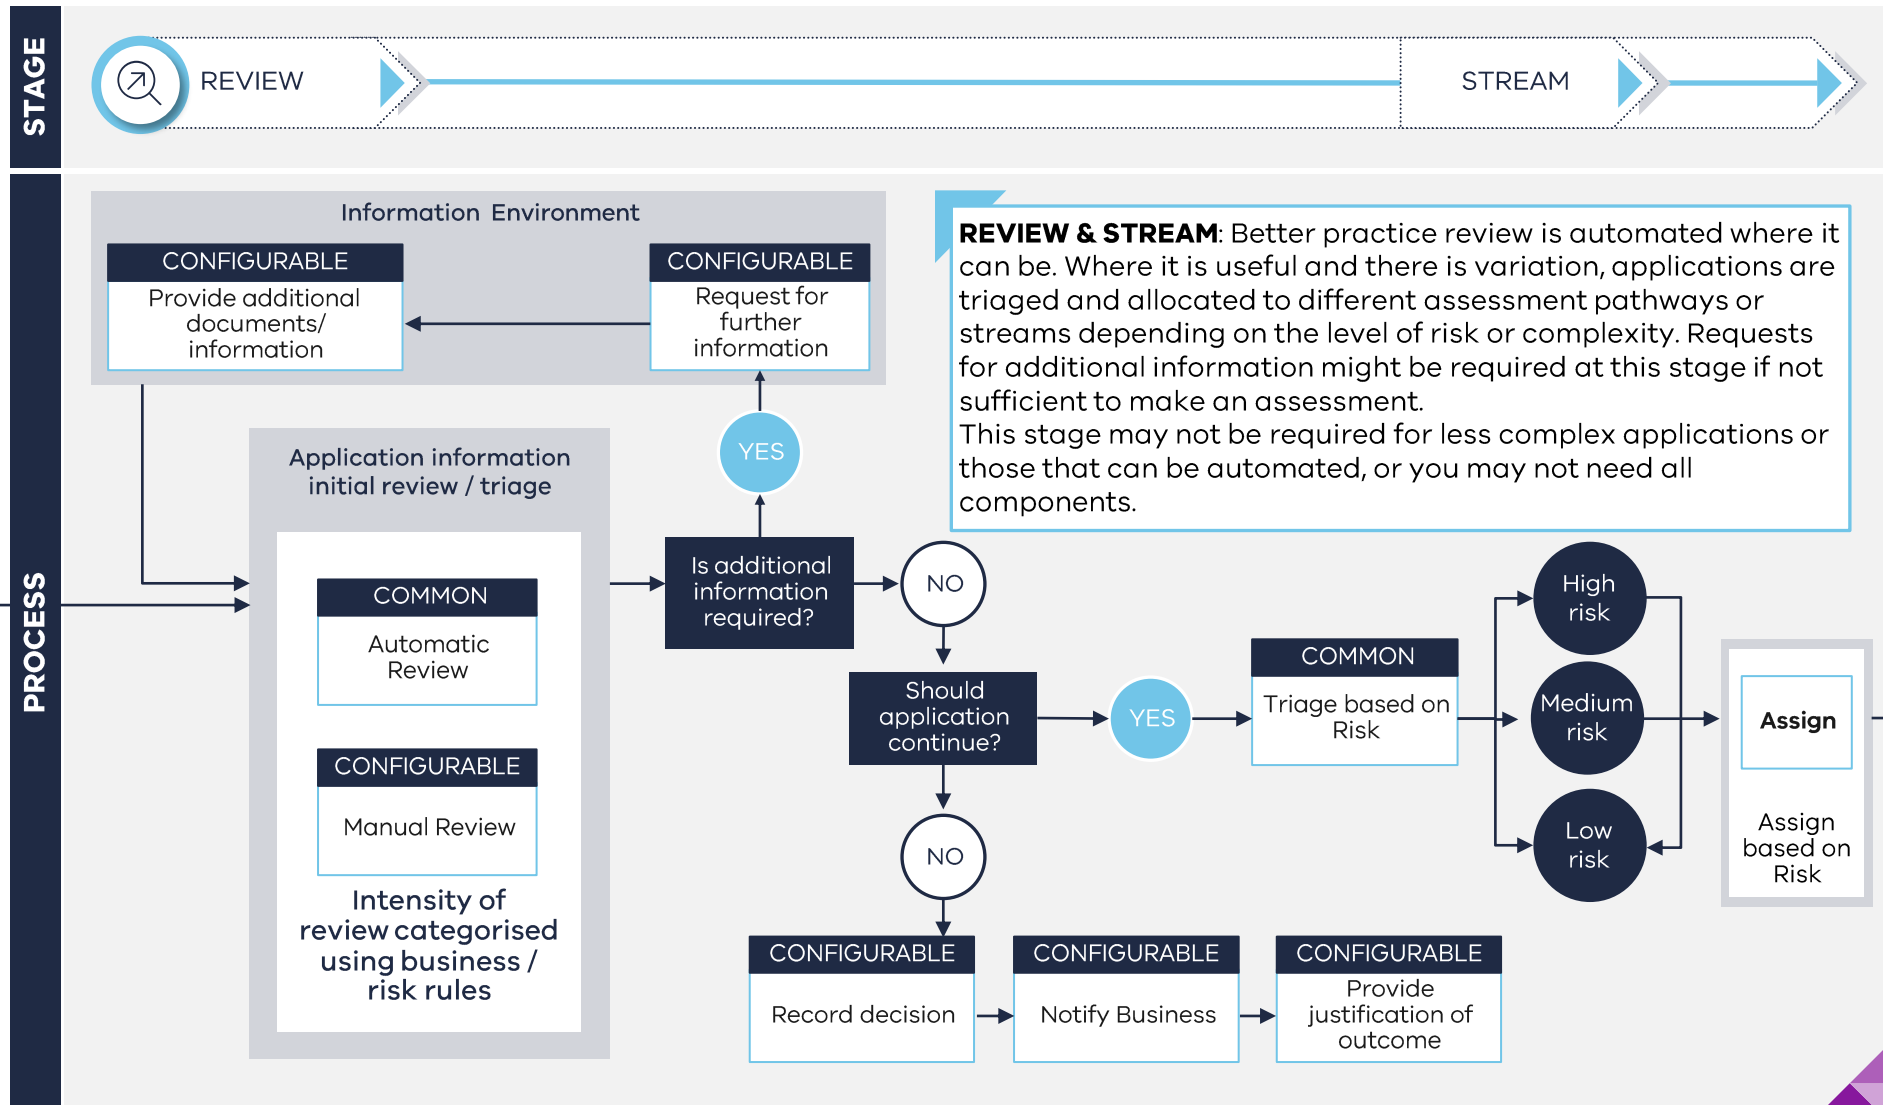 STAGE
REVIEW
STREAM
PROCESS
Information Environment
CONFIGURABLE
Provide additional
documents/
information
CONFIGURABLE
Request for
further
information
REVIEW & STREAM: Better practice review is automated where it
can be. Where it is useful and there is variation, applications are
triaged and allocated to different assessment pathways or
streams depending on the level of risk or complexity. Requests
for additional information might be required at this stage if not
sufficient to make an assessment.
This stage may not be required for less complex applications or
those that can be automated, or you may not need all
components.
Application information
initial review / triage
COMMON
Automatic
Review
CONFIGURABLE
Manual Review
Intensity of
review categorised
using business /
risk rules
YES
Is additional
information
required?
NO
Should
application
continue?
YES
COMMON
Triage based on
Risk
High
risk
Medium
risk
Low
risk
Assign
Assign
based on
Risk
NO
CONFIGURABLE
Record decision
CONFIGURABLE
Notify Business
CONFIGURABLE
Provide
justification of
outcome